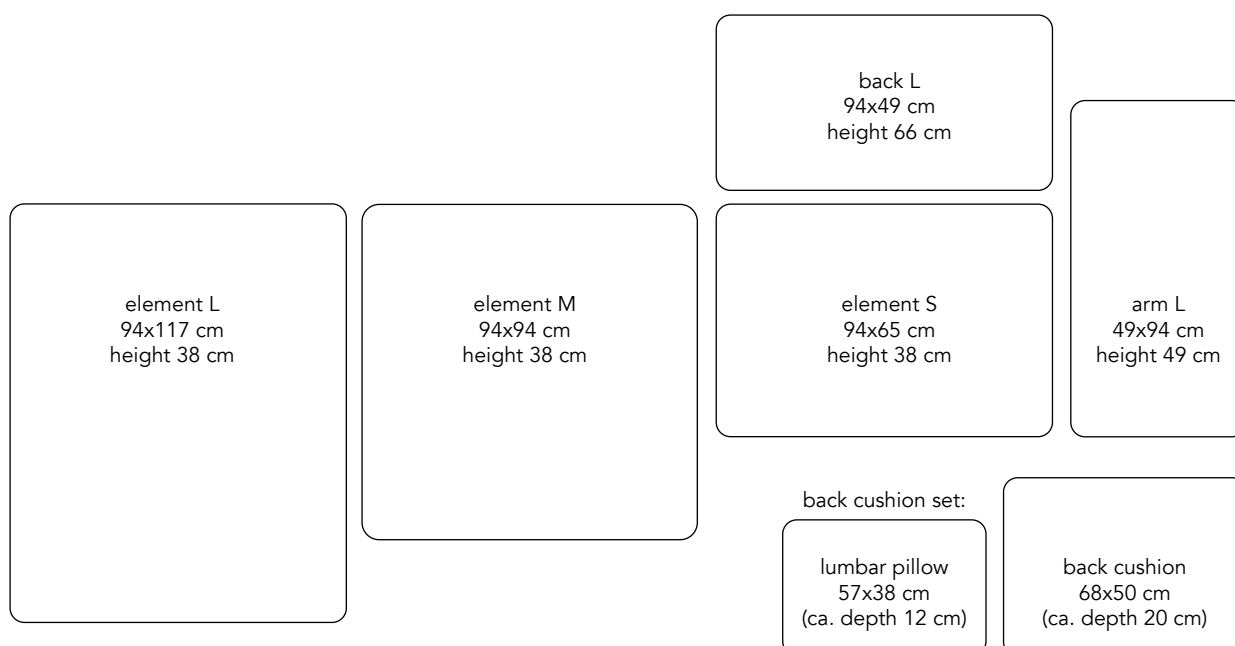 back L
94x49 cm
height 66 cm
element L
94x117 cm
height 38 cm
element M
94x94 cm
height 38 cm
element S
94x65 cm
height 38 cm
arm L
49x94 cm
height 49 cm
back cushion set:
lumbar pillow
57x38 cm
(ca. depth 12 cm)
back cushion
68x50 cm
(ca. depth 20 cm)